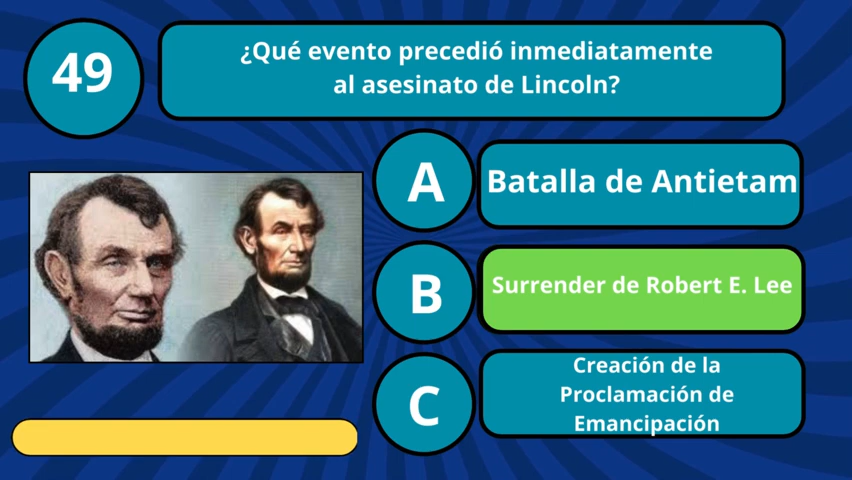 49
¿Qué evento precedió inmediatamente
al asesinato de Lincoln?
A
Batalla de Antietam
B
Surrender de Robert E. Lee
C
Creación de la
Proclamación de
Emancipación